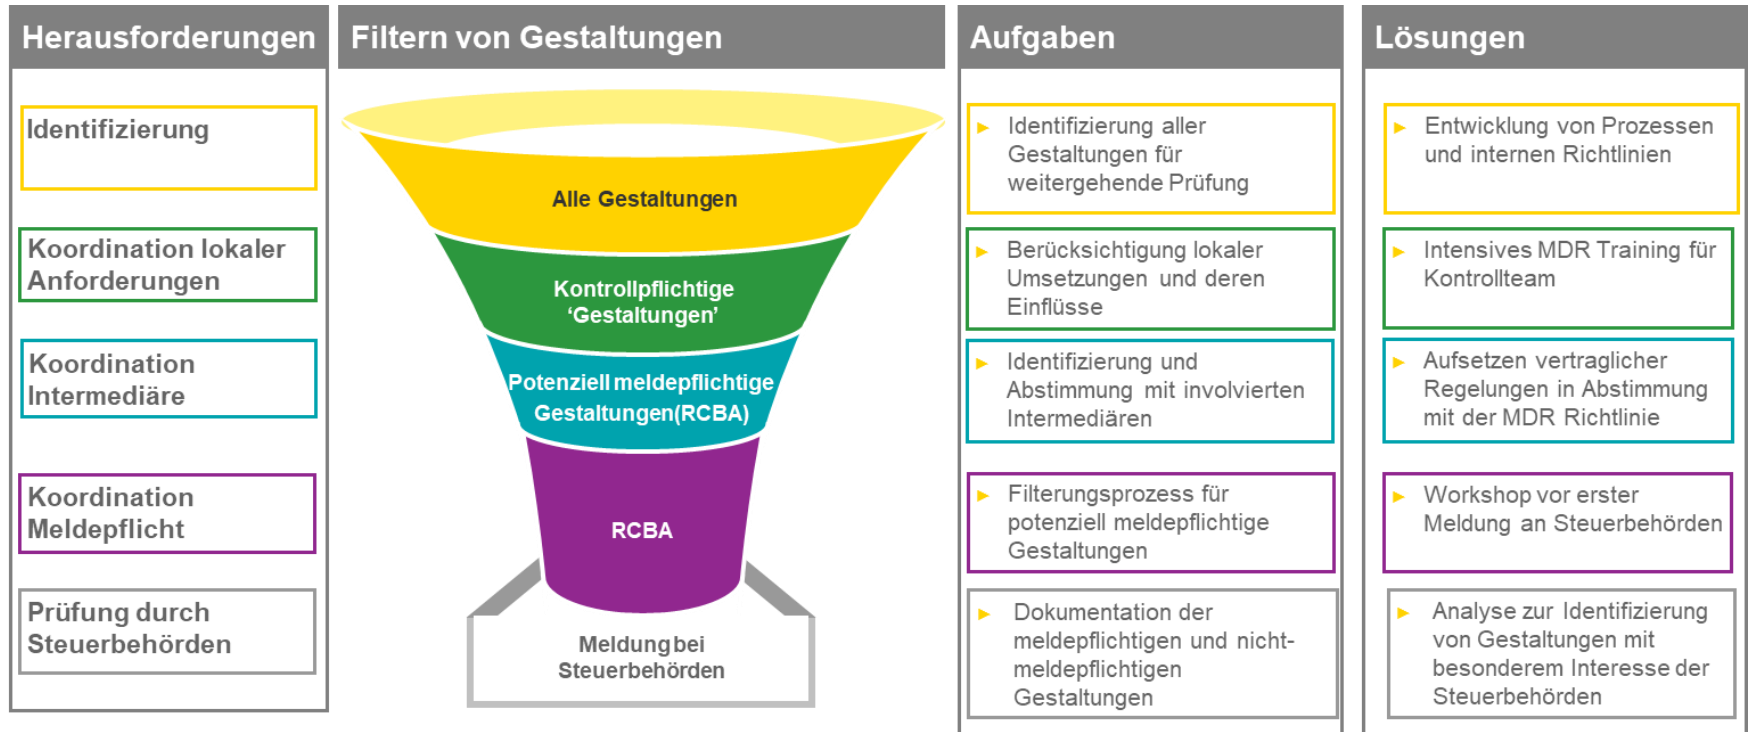 Herausforderungen
Identifizierung
Koordination lokaler
Anforderungen
Koordination
Intermediäre
Koordination
Meldepflicht
Prüfung durch
Steuerbehörden
Filtern von Gestaltungen
Alle Gestaltungen
Kontrollpflichtige
‘Gestaltungen’
Potenziell meldepflichtige
Gestaltungen(RCBA)
RCBA
Meldung bei
Steuerbehörden
Aufgaben
► Identifizierung aller
Gestaltungen für
weitergehende Prüfung
► Berücksichtigung lokaler
Umsetzungen und deren
Einflüsse
► Identifizierung und
Abstimmung mit involvierten
Intermediären
► Filterungsprozess für
potenziell meldepflichtige
Gestaltungen
► Dokumentation der
meldepflichtigen und nicht-
meldepflichtigen
Gestaltungen
Lösungen
► Entwicklung von Prozessen
und internen Richtlinien
► Intensives MDR Training für
Kontrollteam
► Aufsetzen vertraglicher
Regelungen in Abstimmung
mit der MDR Richtlinie
► Workshop vor erster
Meldung an Steuerbehörden
► Analyse zur Identifizierung
von Gestaltungen mit
besonderem Interesse der
Steuerbehörden